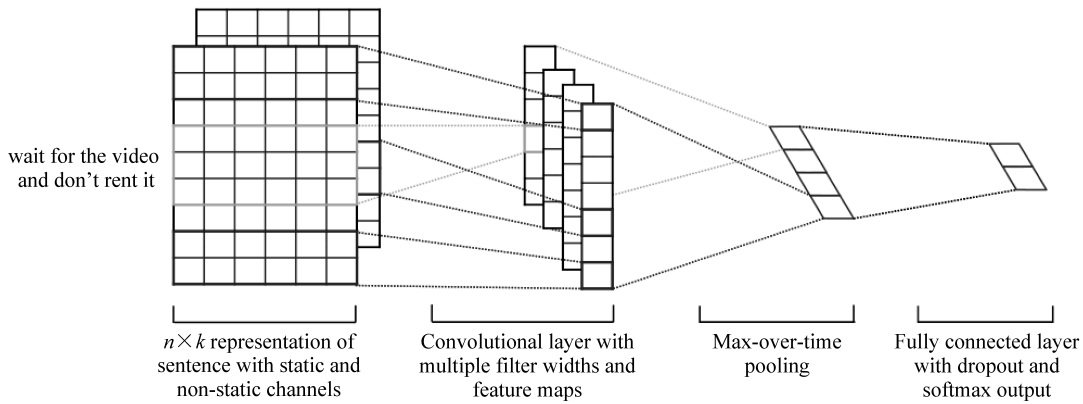 wait for the video
and don't rent it
n×k representation of
sentence with static and
non-static channels
Convolutional layer with
multiple filter widths and
feature maps
Max-over-time
pooling
Fully connected layer
with dropout and
softmax output